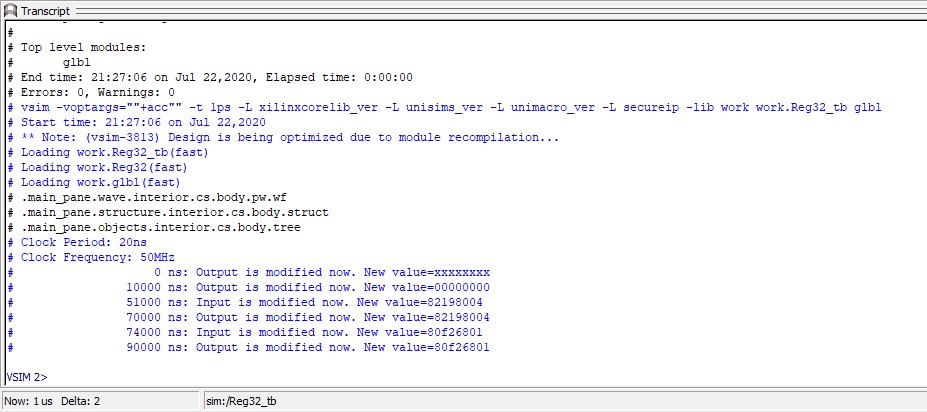 Transcript
#
# Top level modules:
#       glbl
# End time: 21:27:06 on Jul 22,2020, Elapsed time: 0:00:00
# Errors: 0, Warnings: 0
# vsim -voptargs=""+acc"" -t 1ps -L xilinxcorelib_ver -L unisims_ver -L unimacro_ver -L secureip -lib work work.Reg32_tb glbl
# Start time: 21:27:06 on Jul 22,2020
# ** Note: (vsim-3813) Design is being optimized due to module recompilation...
# Loading work.Reg32_tb(fast)
# Loading work.Reg32(fast)
# Loading work.glbl(fast)
# .main_pane.wave.interior.cs.body.pw.wf
# .main_pane.structure.interior.cs.body.struct
# .main_pane.objects.interior.cs.body.tree
# Clock Period: 20ns
# Clock Frequency: 50MHz
#                    0 ns: Output is modified now. New value=xxxxxxxx
#                10000 ns: Output is modified now. New value=00000000
#                51000 ns: Input is modified now. New value=82198004
#                70000 ns: Output is modified now. New value=82198004
#                74000 ns: Input is modified now. New value=80f26801
#                90000 ns: Output is modified now. New value=80f26801
VSIM 2>
Now: 1 us  Delta: 2
sim:/Reg32_tb